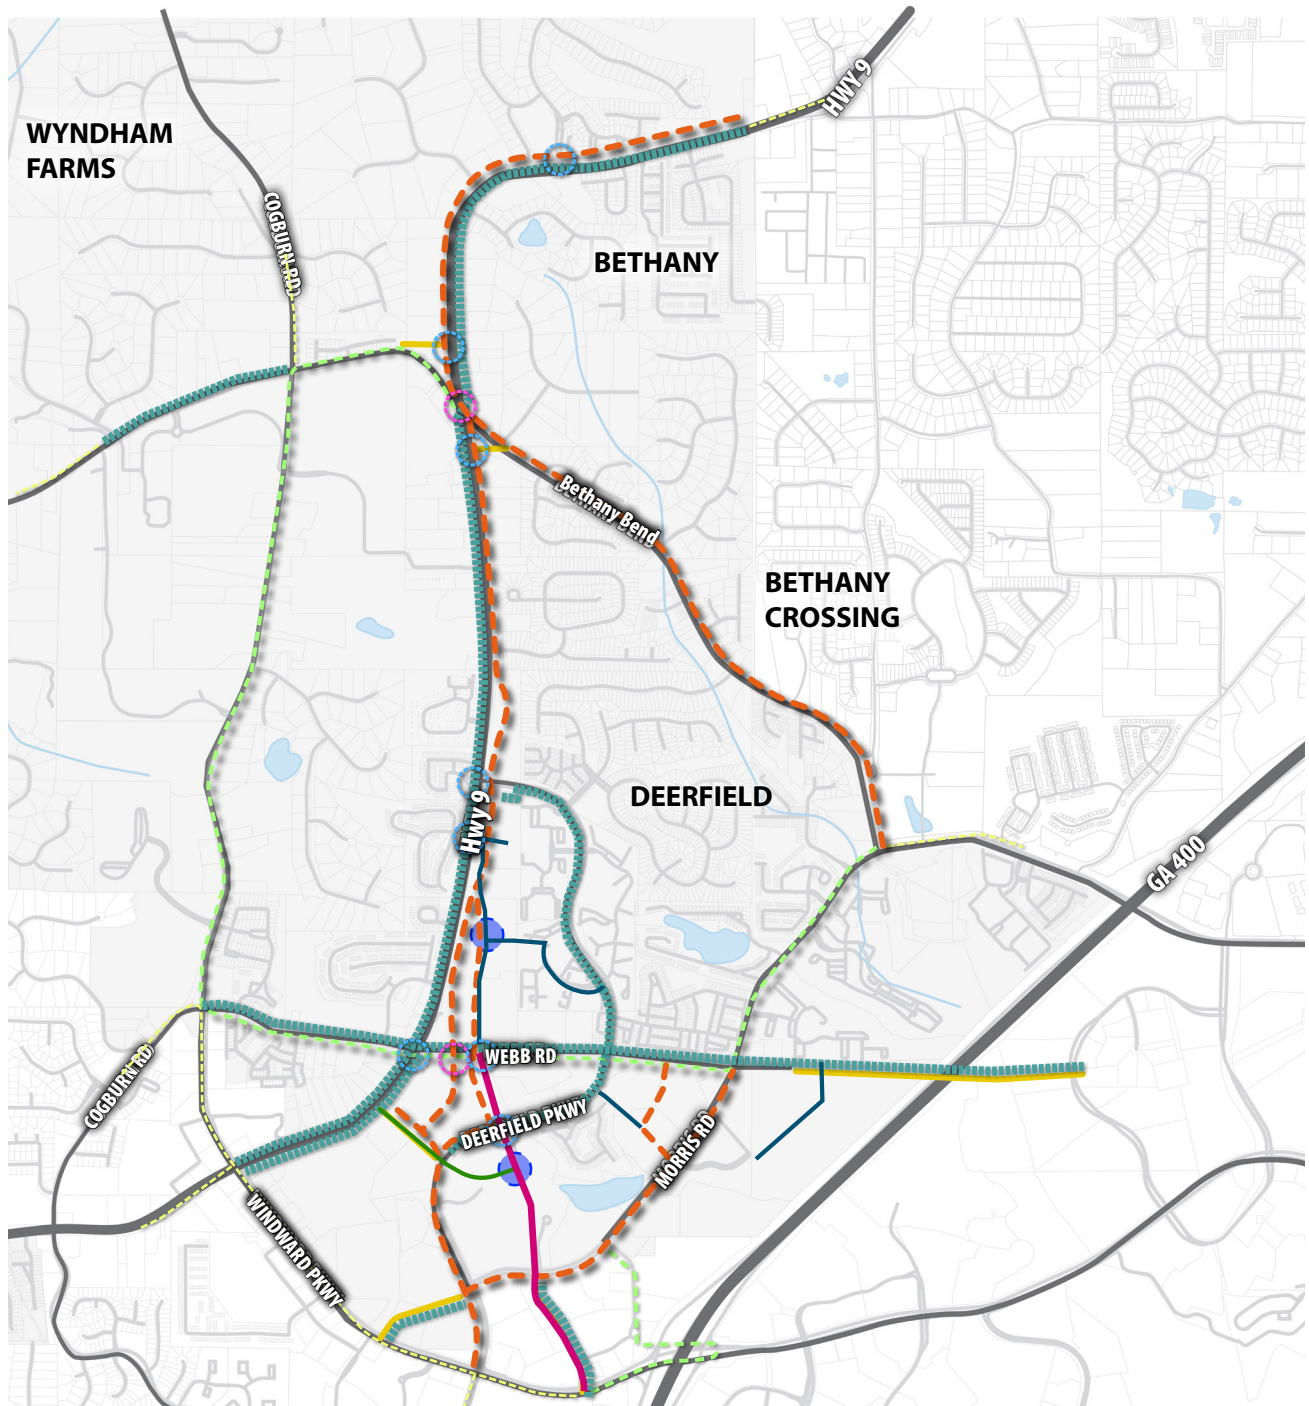 HWY 9
WYNDHAM
FARMS
COGBURN RD
BETHANY
Bethany Bend
BETHANY
CROSSING
DEERFIELD
Hwy 9
GA 400
WEBB RD
COGBURN RD
DEERFIELD PKWY
MORRIS RD
WINDWARD PKWY